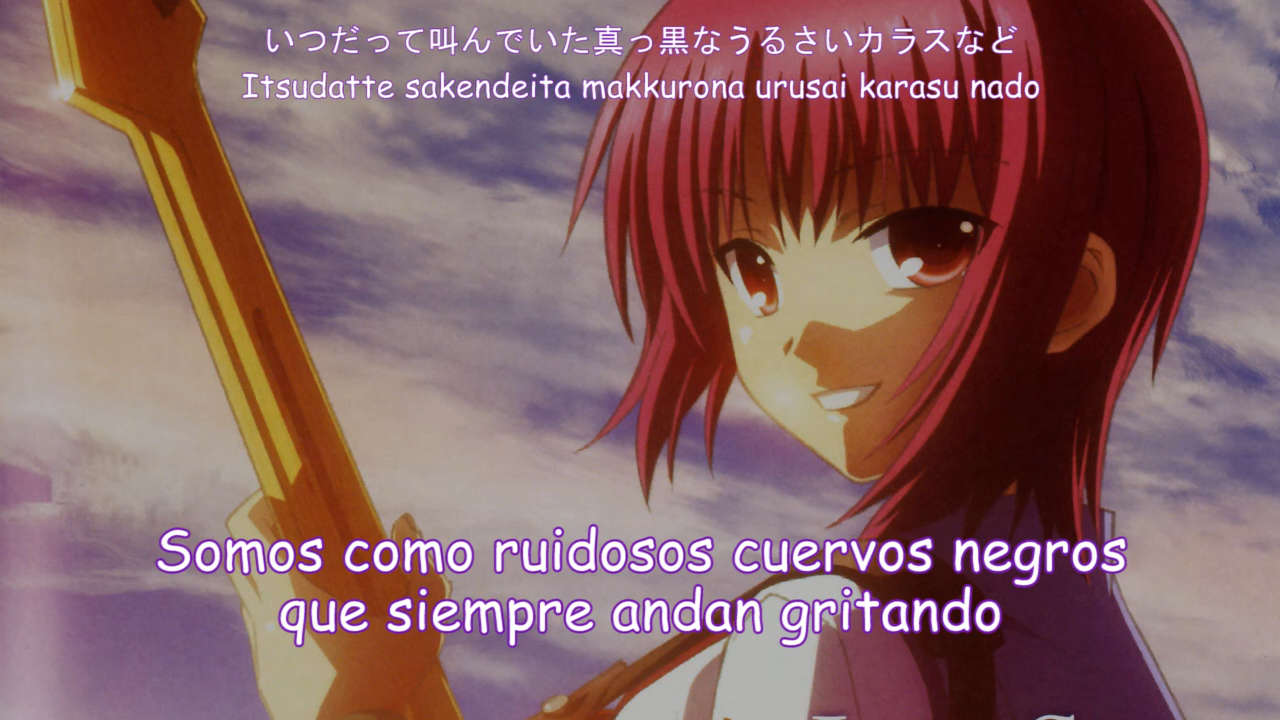 いつだって叫んでいた真っ黒なうるさいカラスなど
Itsudatte sakendeita makkurona urusai karasu nado
Somos como ruidosos cuervos negros
que siempre andan gritando